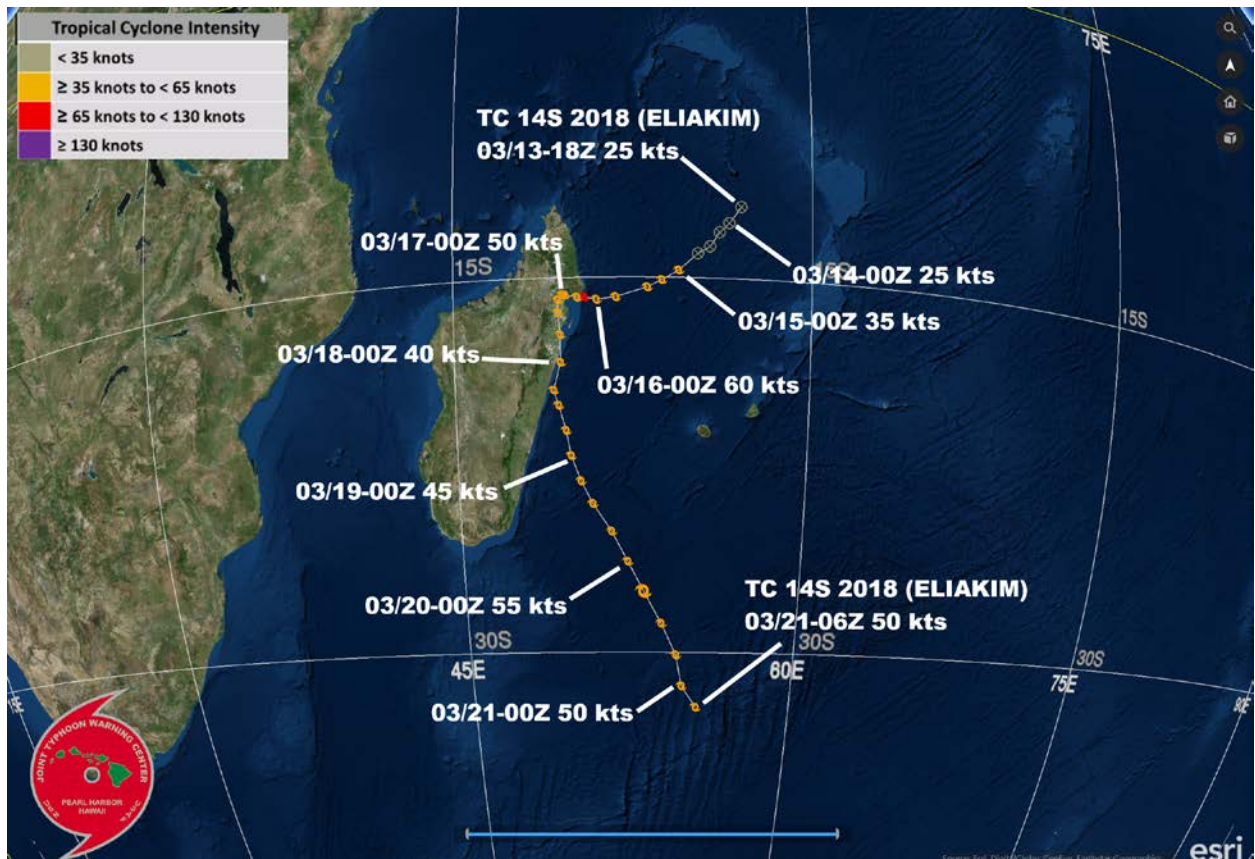 Tropical Cyclone Intensity
< 35 knots
≥ 35 knots to < 65 knots
≥ 65 knots to < 130 knots
≥ 130 knots
75E
TC 14S 2018 (ELIAKIM)
03/13-18Z 25 kts
03/17-00Z 50 kts
15S
15S
03/14-00Z 25 kts
03/15-00Z 35 kts
15S
03/18-00Z 40 kts
03/16-00Z 60 kts
03/19-00Z 45 kts
TC 14S 2018 (ELIAKIM)
03/21-06Z 50 kts
03/20-00Z 55 kts
30S
30S
30S
45E
60E
75E
90E
03/21-00Z 50 kts
JOINT TYPHOON WARNING CENTER
PEARL HARBOR
HAWAII
esri